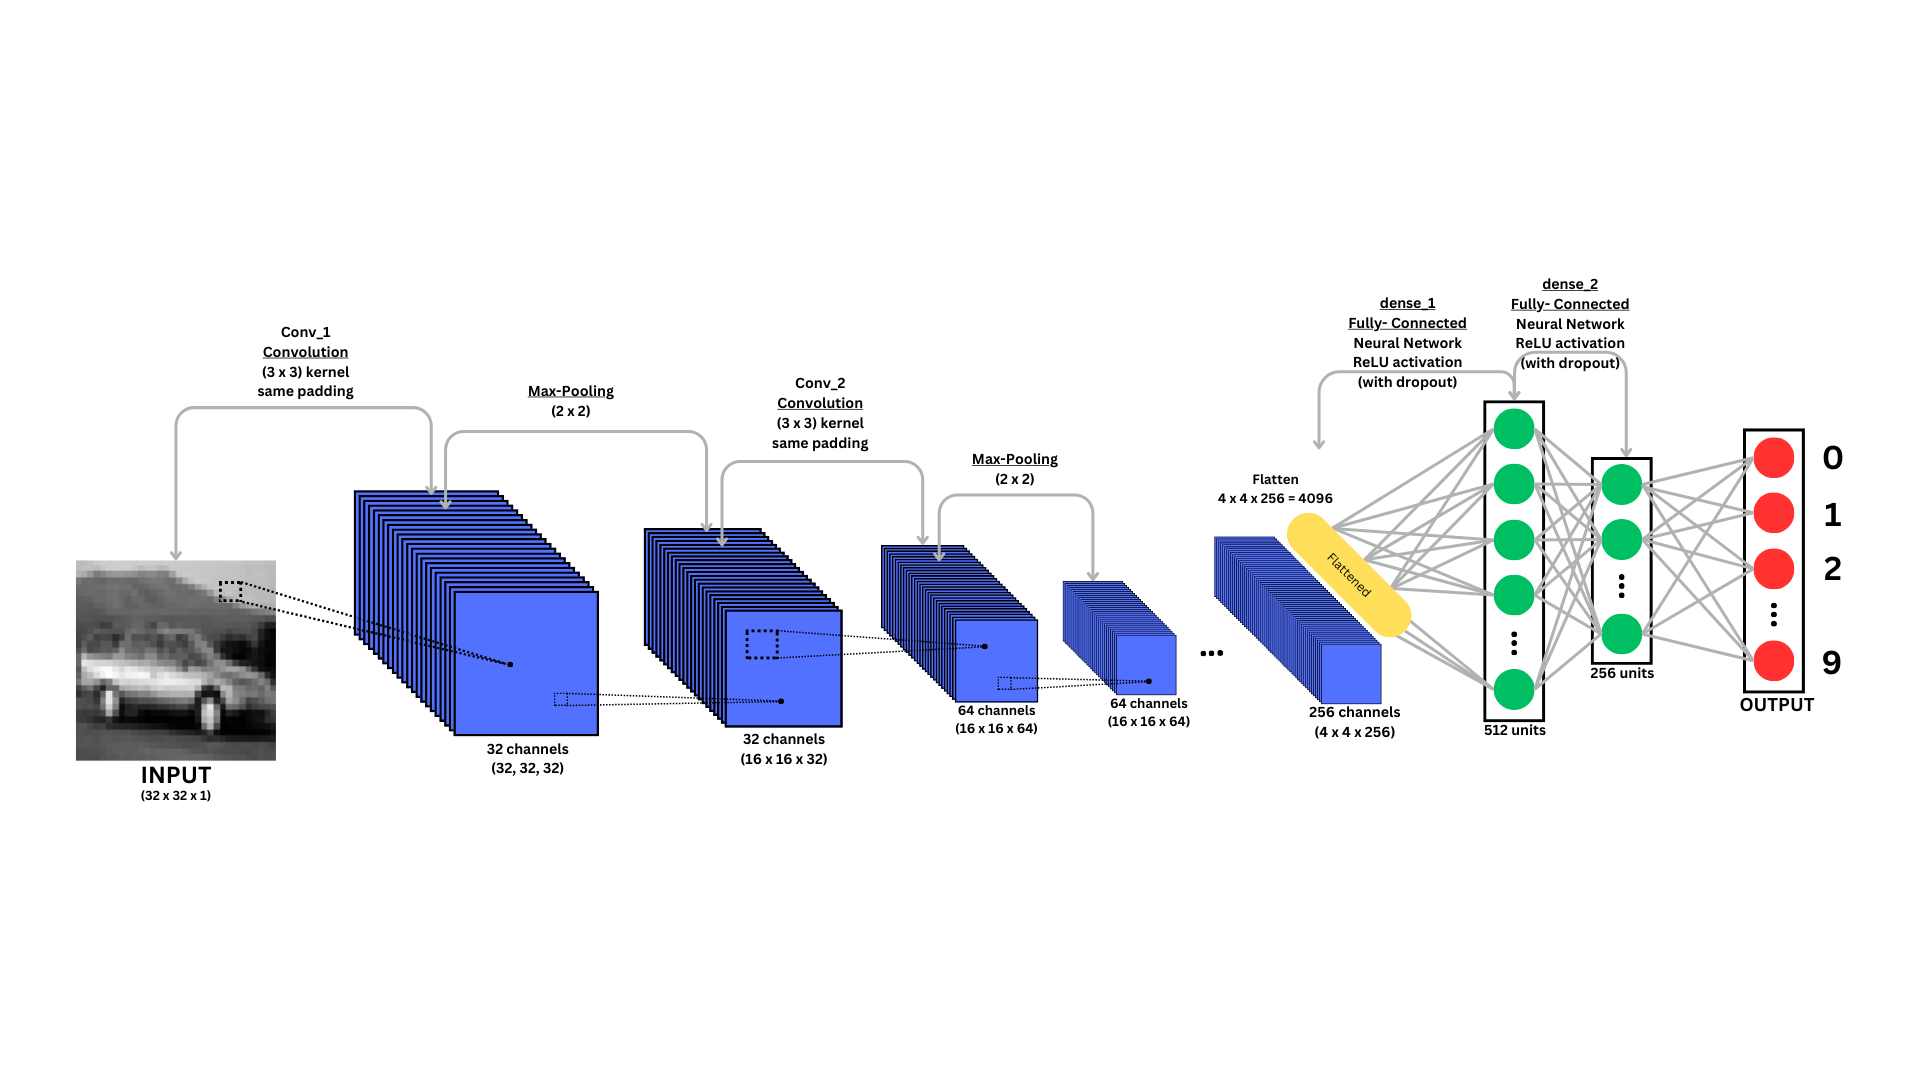 Conv_1
Convolution
(3 x 3) kernel
same padding
Max-Pooling
(2 x 2)
Conv_2
Convolution
(3 x 3) kernel
same padding
Max-Pooling
(2 x 2)
dense_1
Fully- Connected
Neural Network
ReLU activation
(with dropout)
dense_2
Fully- Connected
Neural Network
ReLU activation
(with dropout)
Flatten
4 x 4 x 256 = 4096
Flattened
INPUT
(32 x 32 x 1)
32 channels
(32, 32, 32)
32 channels
(16 x 16 x 32)
64 channels
(16 x 16 x 64)
64 channels
(16 x 16 x 64)
...
256 channels
(4 x 4 x 256)
512 units
256 units
0
1
2
9
OUTPUT